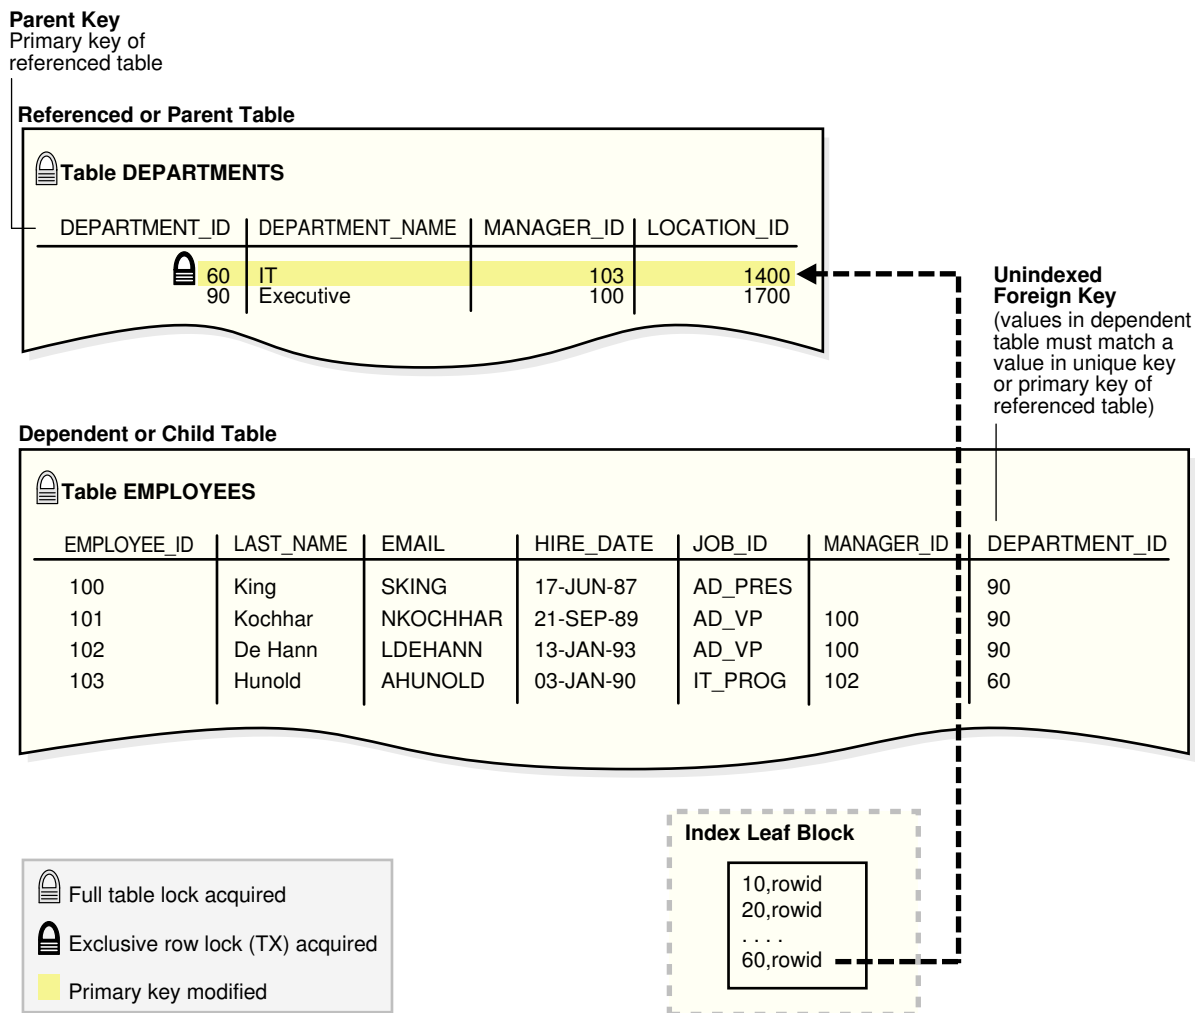 Parent Key
Primary key of
referenced table
Referenced or Parent Table
Table DEPARTMENTS
DEPARTMENT_ID DEPARTMENT_NAME MANAGER_ID LOCATION_ID
60 IT 103 1400
90 Executive 100 1700
Unindexed
Foreign Key
(values in dependent
table must match a
value in unique key
or primary key of
referenced table)
Dependent or Child Table
Table EMPLOYEES
EMPLOYEE_ID LAST_NAME EMAIL HIRE_DATE JOB_ID MANAGER_ID DEPARTMENT_ID
100 King SKING 17-JUN-87 AD_PRES 90
101 Kochhar NKOCHHAR 21-SEP-89 AD_VP 100 90
102 De Hann LDEHANN 13-JAN-93 AD_VP 100 90
103 Hunold AHUNOLD 03-JAN-90 IT_PROG 102 60
Index Leaf Block
10,rowid
20,rowid
. . . .
60,rowid
Full table lock acquired
Exclusive row lock (TX) acquired
Primary key modified